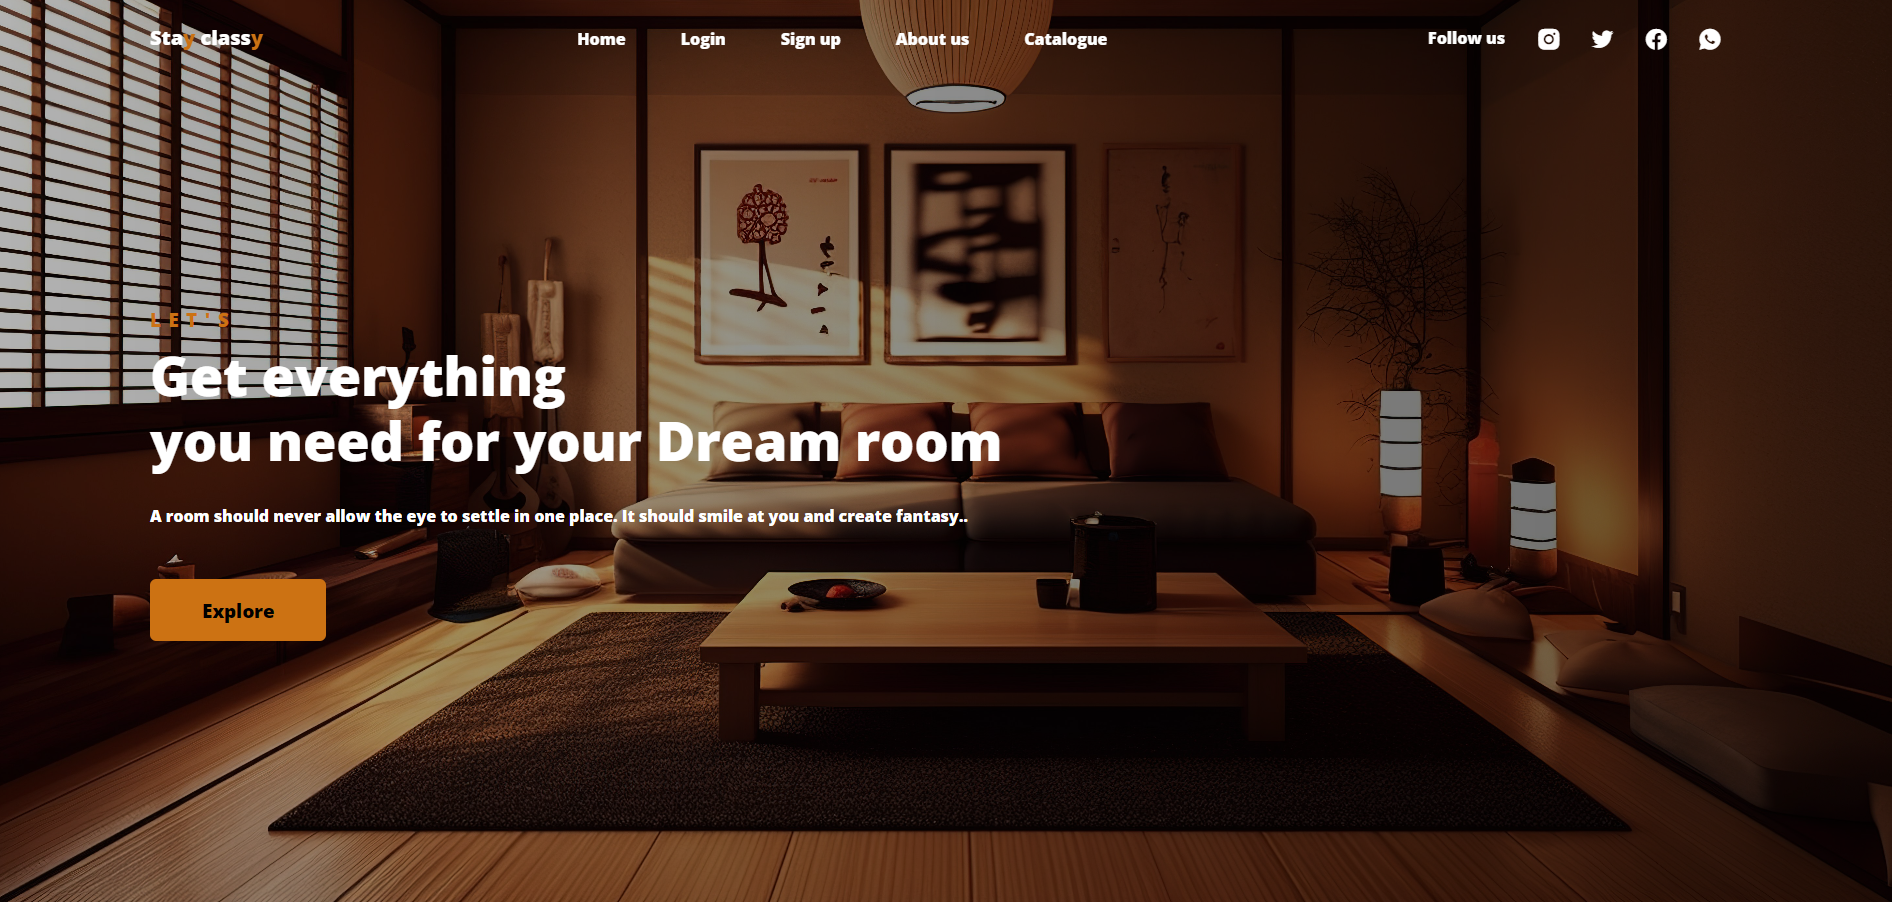 Stay classy
Home
Login
Sign up
About us
Catalogue
Follow us
LET'S
Get everything
you need for your Dream room
A room should never allow the eye to settle in one place. It should smile at you and create fantasy..
Explore